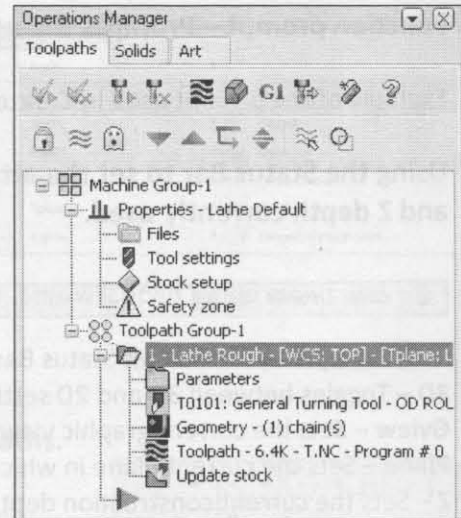 Operations Manager
Toolpaths Solids Art
G1
Machine Group-1
Properties - Lathe Default
Files
Tool settings
Stock setup
Safety zone
Toolpath Group-1
1 - Lathe Rough - [WCS: TOP] - [Tplane: L
Parameters
T0101: General Turning Tool - OD ROU
Geometry - (1) chain(s)
Toolpath - 6.4K - T.NC - Program # 0
Update stock